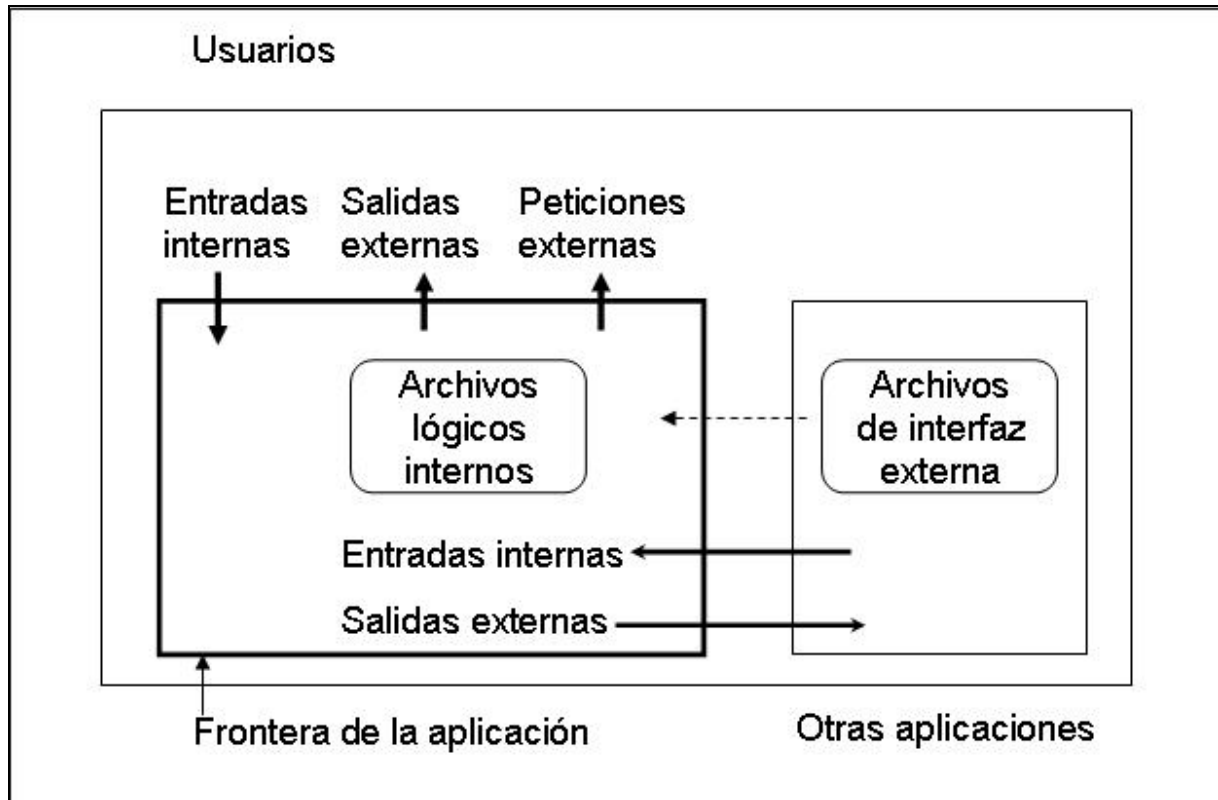 Usuarios
Entradas
internas
Salidas
externas
Peticiones
externas
Archivos
lógicos
internos
Archivos
de interfaz
externa
Entradas internas
Salidas externas
Frontera de la aplicación
Otras aplicaciones